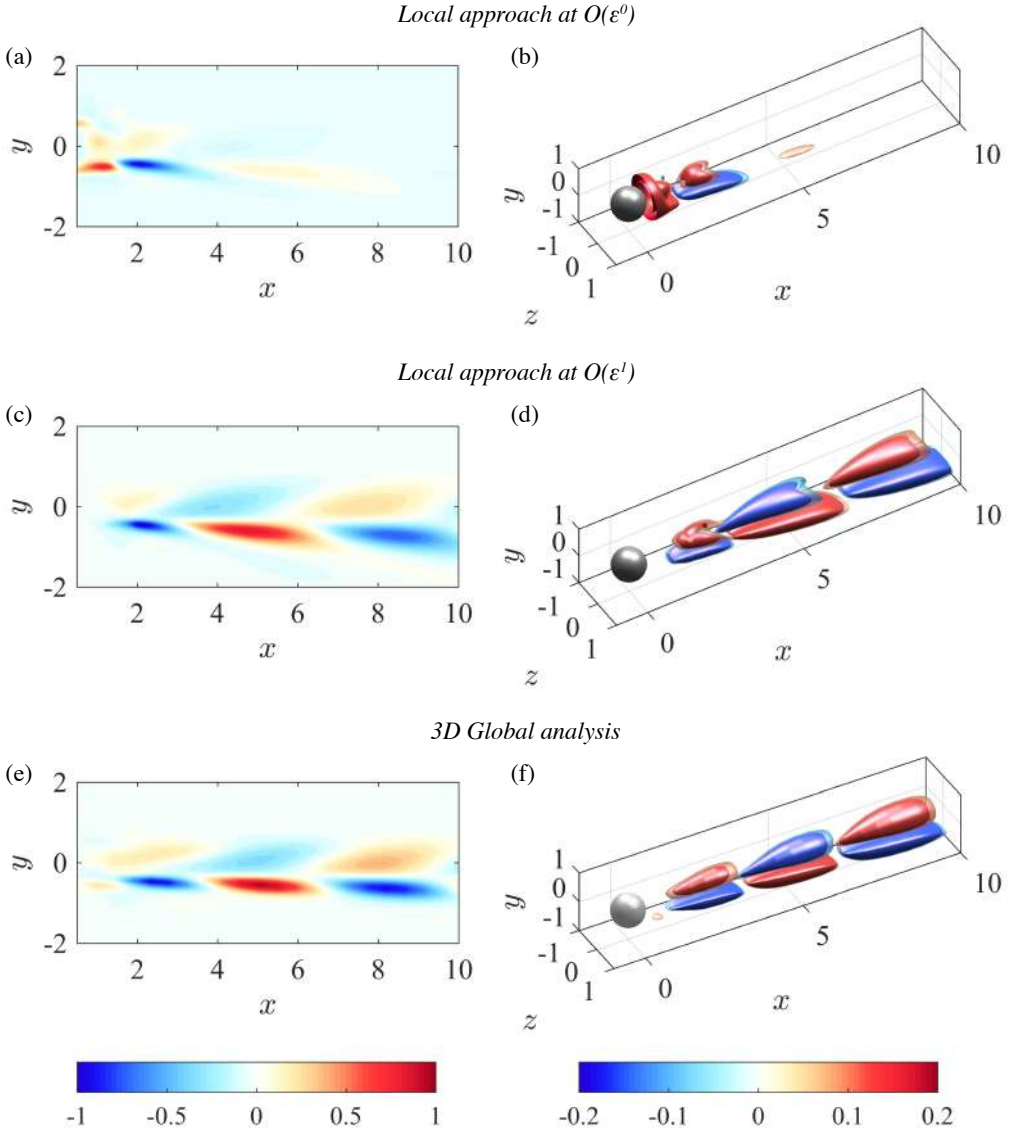 Local approach at O(ε⁰)
(a)
(b)
2
0
-2
y
2
4
6
8
10
x
1
0
-1
y
-1
0
1
z
0
5
10
x
Local approach at O(ε¹)
(c)
(d)
2
0
-2
y
2
4
6
8
10
x
1
0
-1
y
-1
0
1
z
0
5
10
x
3D Global analysis
(e)
(f)
2
0
-2
y
2
4
6
8
10
x
1
0
-1
y
-1
0
1
z
0
5
10
x
-1
-0.5
0
0.5
1
-0.2
-0.1
0
0.1
0.2